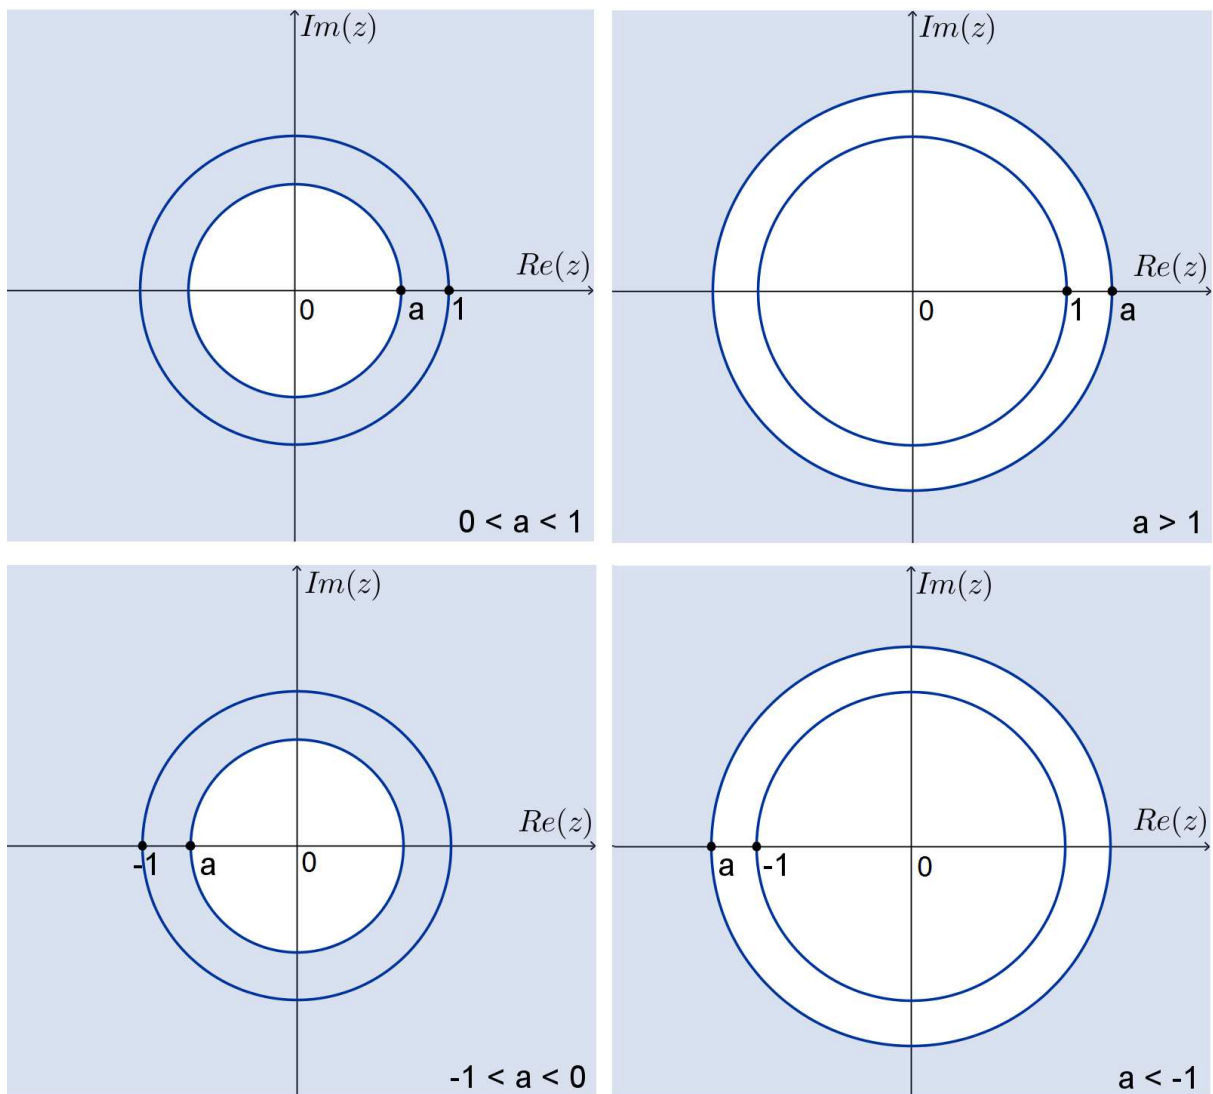 Im(z)
Re(z)
0
a
1
0 < a < 1
Im(z)
Re(z)
0
1
a
a > 1
Im(z)
Re(z)
-1
a
0
-1 < a < 0
Im(z)
Re(z)
a
-1
0
a < -1